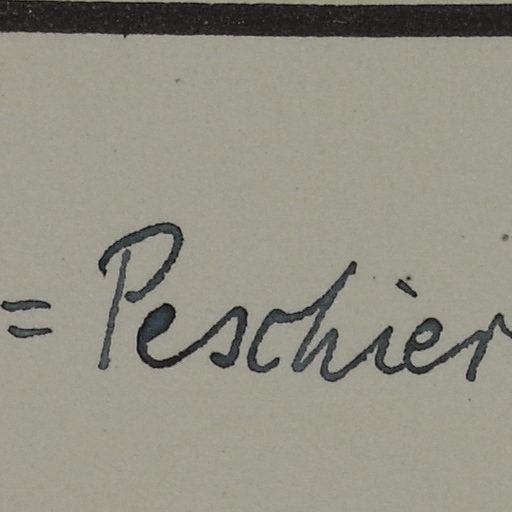 = Peschier